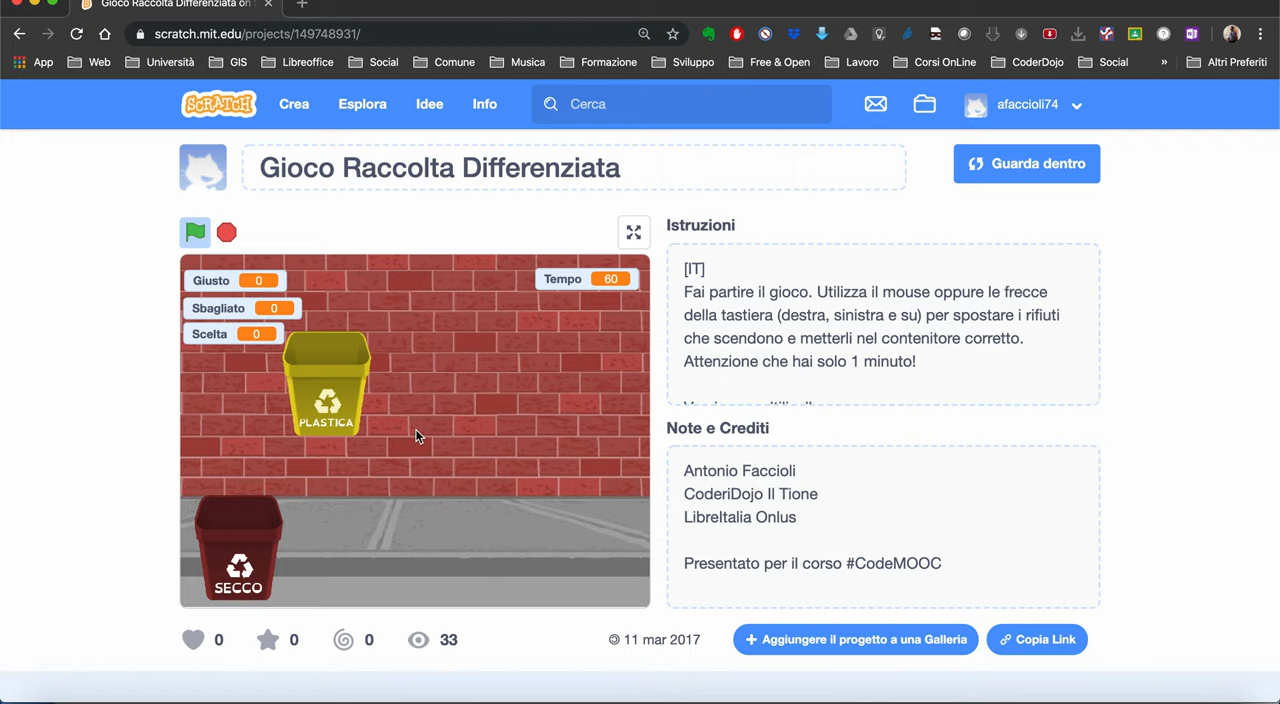 Gioco Raccolta Differenziata on S
scratch.mit.edu/projects/149748931/
App Web Università GIS Libreoffice Social Comune Musica Formazione Sviluppo Free & Open Lavoro Corsi OnLine CoderDojo Social » Altri Preferiti
SCRATCH Crea Esplora Idee Info Cerca afaccioli74
Gioco Raccolta Differenziata
Guarda dentro
Giusto 0
Sbagliato 0
Scelta 0
Tempo 60
PLASTICA
SECCO
Istruzioni
[IT]
Fai partire il gioco. Utilizza il mouse oppure le frecce
della tastiera (destra, sinistra e su) per spostare i rifiuti
che scendono e metterli nel contenitore corretto.
Attenzione che hai solo 1 minuto!
Note e Crediti
Antonio Faccioli
CoderiDojo Il Tione
LibreItalia Onlus
Presentato per il corso #CodeMOOC
0 0 0 33
© 11 mar 2017
Aggiungere il progetto a una Galleria
Copia Link